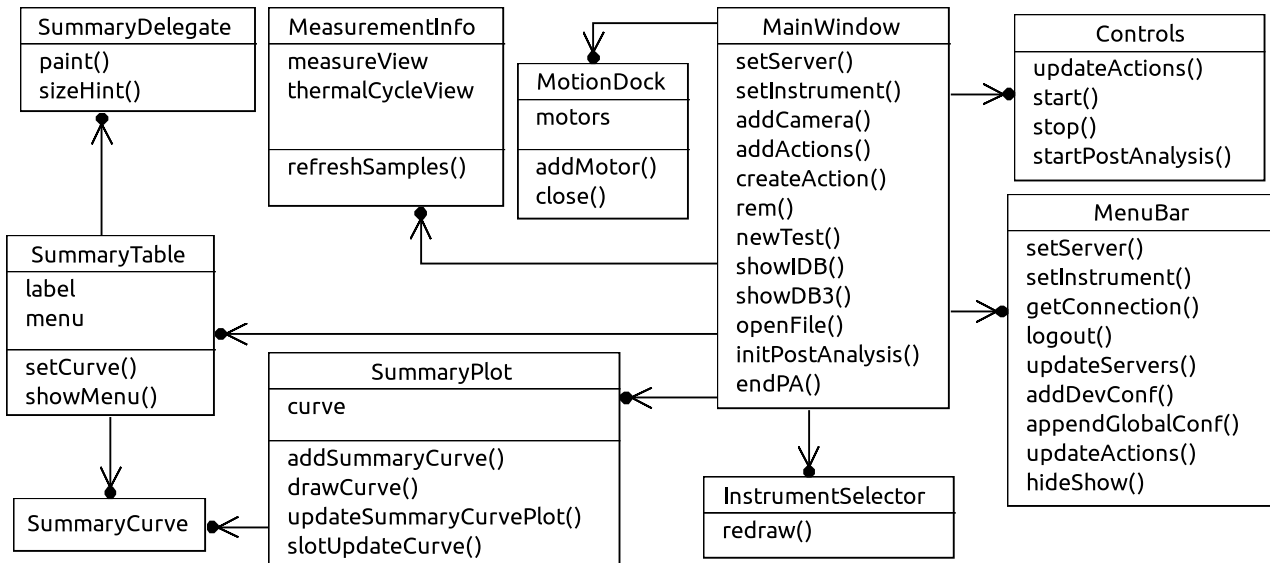 SummaryDelegate
paint()
sizeHint()
MeasurementInfo
measureView
thermalCycleView
refreshSamples()
MotionDock
motors
addMotor()
close()
MainWindow
setServer()
setInstrument()
addCamera()
addActions()
createAction()
rem()
newTest()
showIDB()
showDB3()
openFile()
initPostAnalysis()
endPA()
Controls
updateActions()
start()
stop()
startPostAnalysis()
MenuBar
setServer()
setInstrument()
getConnection()
logout()
updateServers()
addDevConf()
appendGlobalConf()
updateActions()
hideShow()
SummaryTable
label
menu
setCurve()
showMenu()
SummaryPlot
curve
addSummaryCurve()
drawCurve()
updateSummaryCurvePlot()
slotUpdateCurve()
SummaryCurve
InstrumentSelector
redraw()